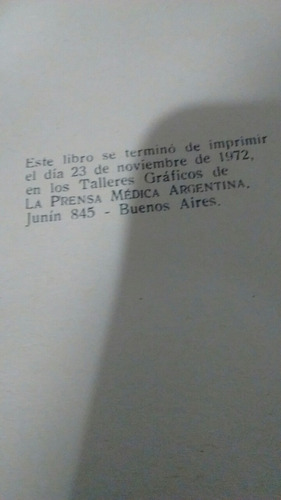 Este libro se terminó de imprimir
el día 23 de noviembre de 1972,
en los Talleres Gráficos de
LA PRENSA MÉDICA ARGENTINA,
Junín 845 - Buenos Aires.